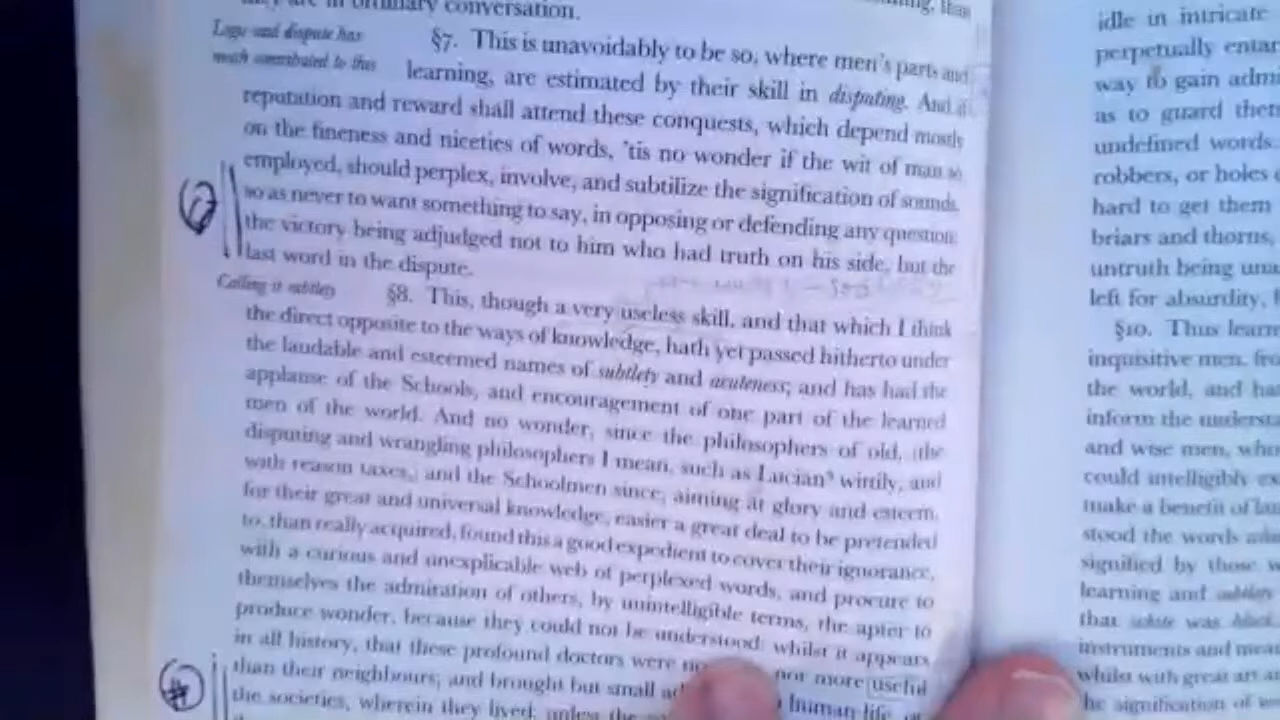 they are in ordinary conversation.
Logic and dispute has
much contributed to this
§7. This is unavoidably to be so, where men's parts and
learning, are estimated by their skill in disputing. And if
reputation and reward shall attend these conquests, which depend mostly
on the fineness and niceties of words, 'tis no wonder if the wit of man so
employed, should perplex, involve, and subtilize the signification of sounds,
so as never to want something to say, in opposing or defending any question;
the victory being adjudged not to him who had truth on his side, but the
last word in the dispute.
Calling it subtlety
§8. This, though a very useless skill, and that which I think
the direct opposite to the ways of knowledge, hath yet passed hitherto under
the laudable and esteemed names of subtlety and acuteness; and has had the
applause of the Schools, and encouragement of one part of the learned
men of the world. And no wonder, since the philosophers of old, (the
disputing and wrangling philosophers I mean, such as Lucian wittily, and
with reason taxes,) and the Schoolmen since, aiming at glory and esteem,
for their great and universal knowledge, easier a great deal to be pretended
to, than really acquired, found this a good expedient to cover their ignorance,
with a curious and unexplicable web of perplexed words, and procure to
themselves the admiration of others, by unintelligible terms, the apter to
produce wonder, because they could not be understood: whilst it appears
in all history, that these profound doctors were no nor more useful
than their neighbours; and brought but small human life, or
the societies, wherein they lived; unless the
idle in intricate
perpetually
way to gain
as to guard
undefined words.
robbers, or holes
hard to get them
briars and thorns,
untruth being
left for absurdity,
§10. Thus
inquisitive men,
the world, and
inform the
and wise men,
could intelligibly
make a benefit of
stood the words
signified by those
learning and subtlety
that white was black
instruments and
whilst with great art
the signification of